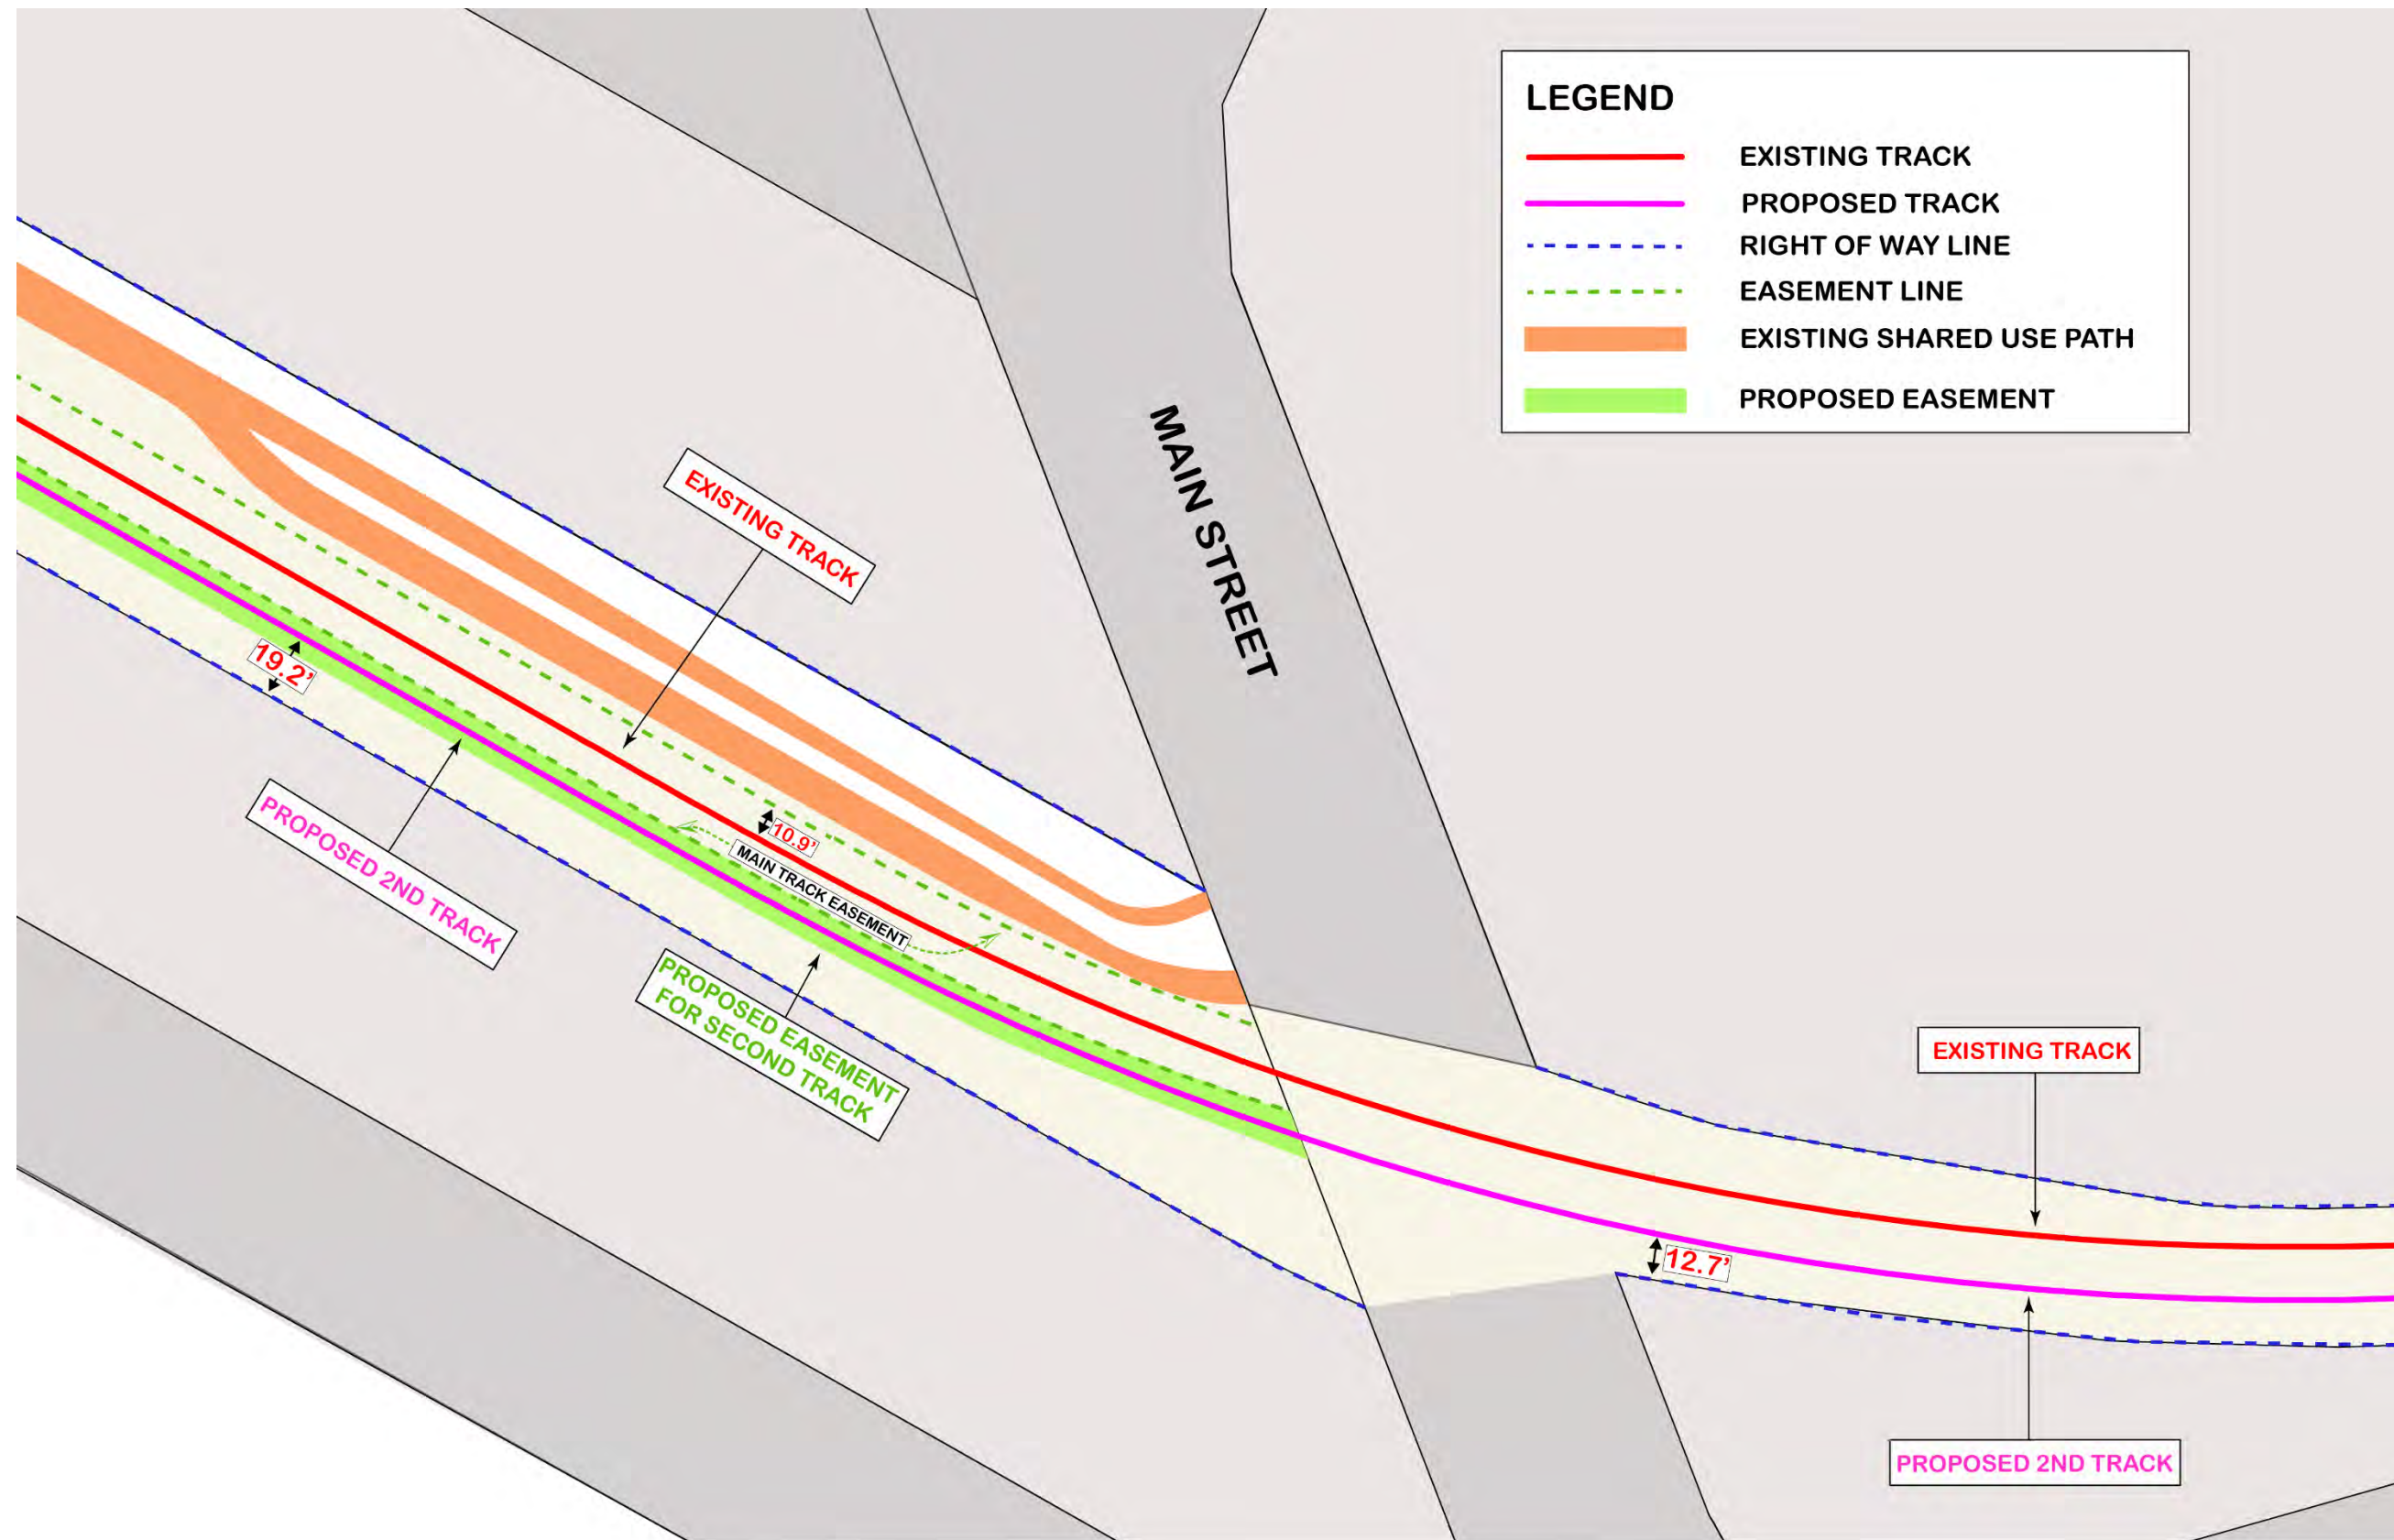 LEGEND
EXISTING TRACK
PROPOSED TRACK
RIGHT OF WAY LINE
EASEMENT LINE
EXISTING SHARED USE PATH
PROPOSED EASEMENT
MAIN STREET
EXISTING TRACK
19.2’
PROPOSED 2ND TRACK
10.9’
MAIN TRACK EASEMENT
PROPOSED EASEMENT
FOR SECOND TRACK
EXISTING TRACK
12.7’
PROPOSED 2ND TRACK